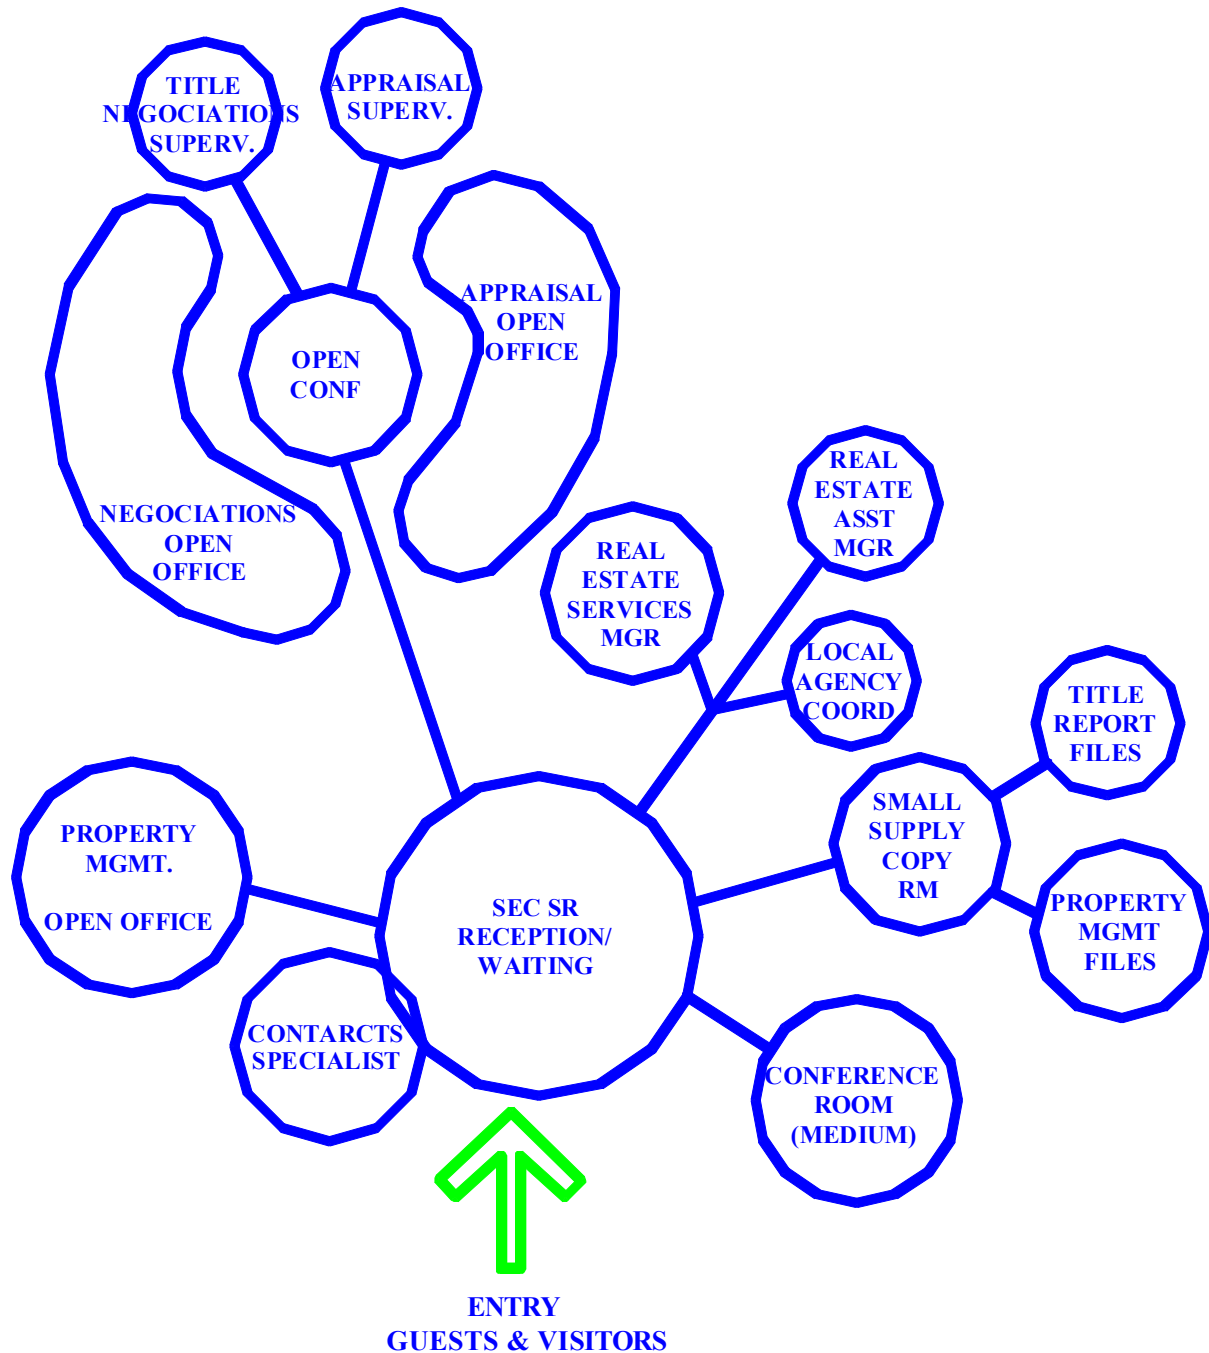 TITLE
NEGOCIATIONS
SUPERV.
APPRAISAL
SUPERV.
APPRAISAL
OPEN
OFFICE
OPEN
CONF
NEGOCIATIONS
OPEN
OFFICE
REAL
ESTATE
ASST
MGR
REAL
ESTATE
SERVICES
MGR
LOCAL
AGENCY
COORD
TITLE
REPORT
FILES
SMALL
SUPPLY
COPY
RM
PROPERTY
MGMT
FILES
PROPERTY
MGMT.
OPEN OFFICE
SEC SR
RECEPTION/
WAITING
CONTARCTS
SPECIALIST
CONFERENCE
ROOM
(MEDIUM)
ENTRY
GUESTS & VISITORS